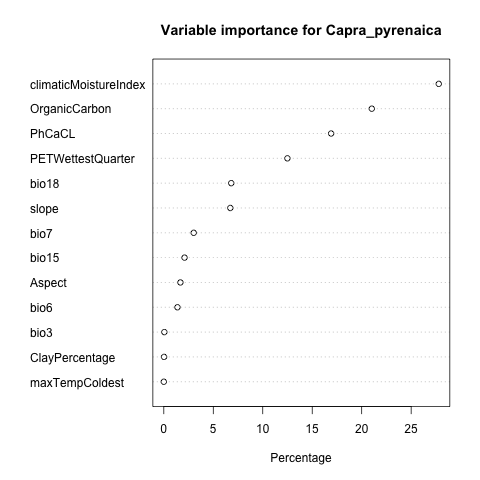 Variable importance for Capra_pyrenaica
climaticMoistureIndex
OrganicCarbon
PhCaCL
PETWettestQuarter
bio18
slope
bio7
bio15
Aspect
bio6
bio3
ClayPercentage
maxTempColdest
0 5 10 15 20 25
Percentage